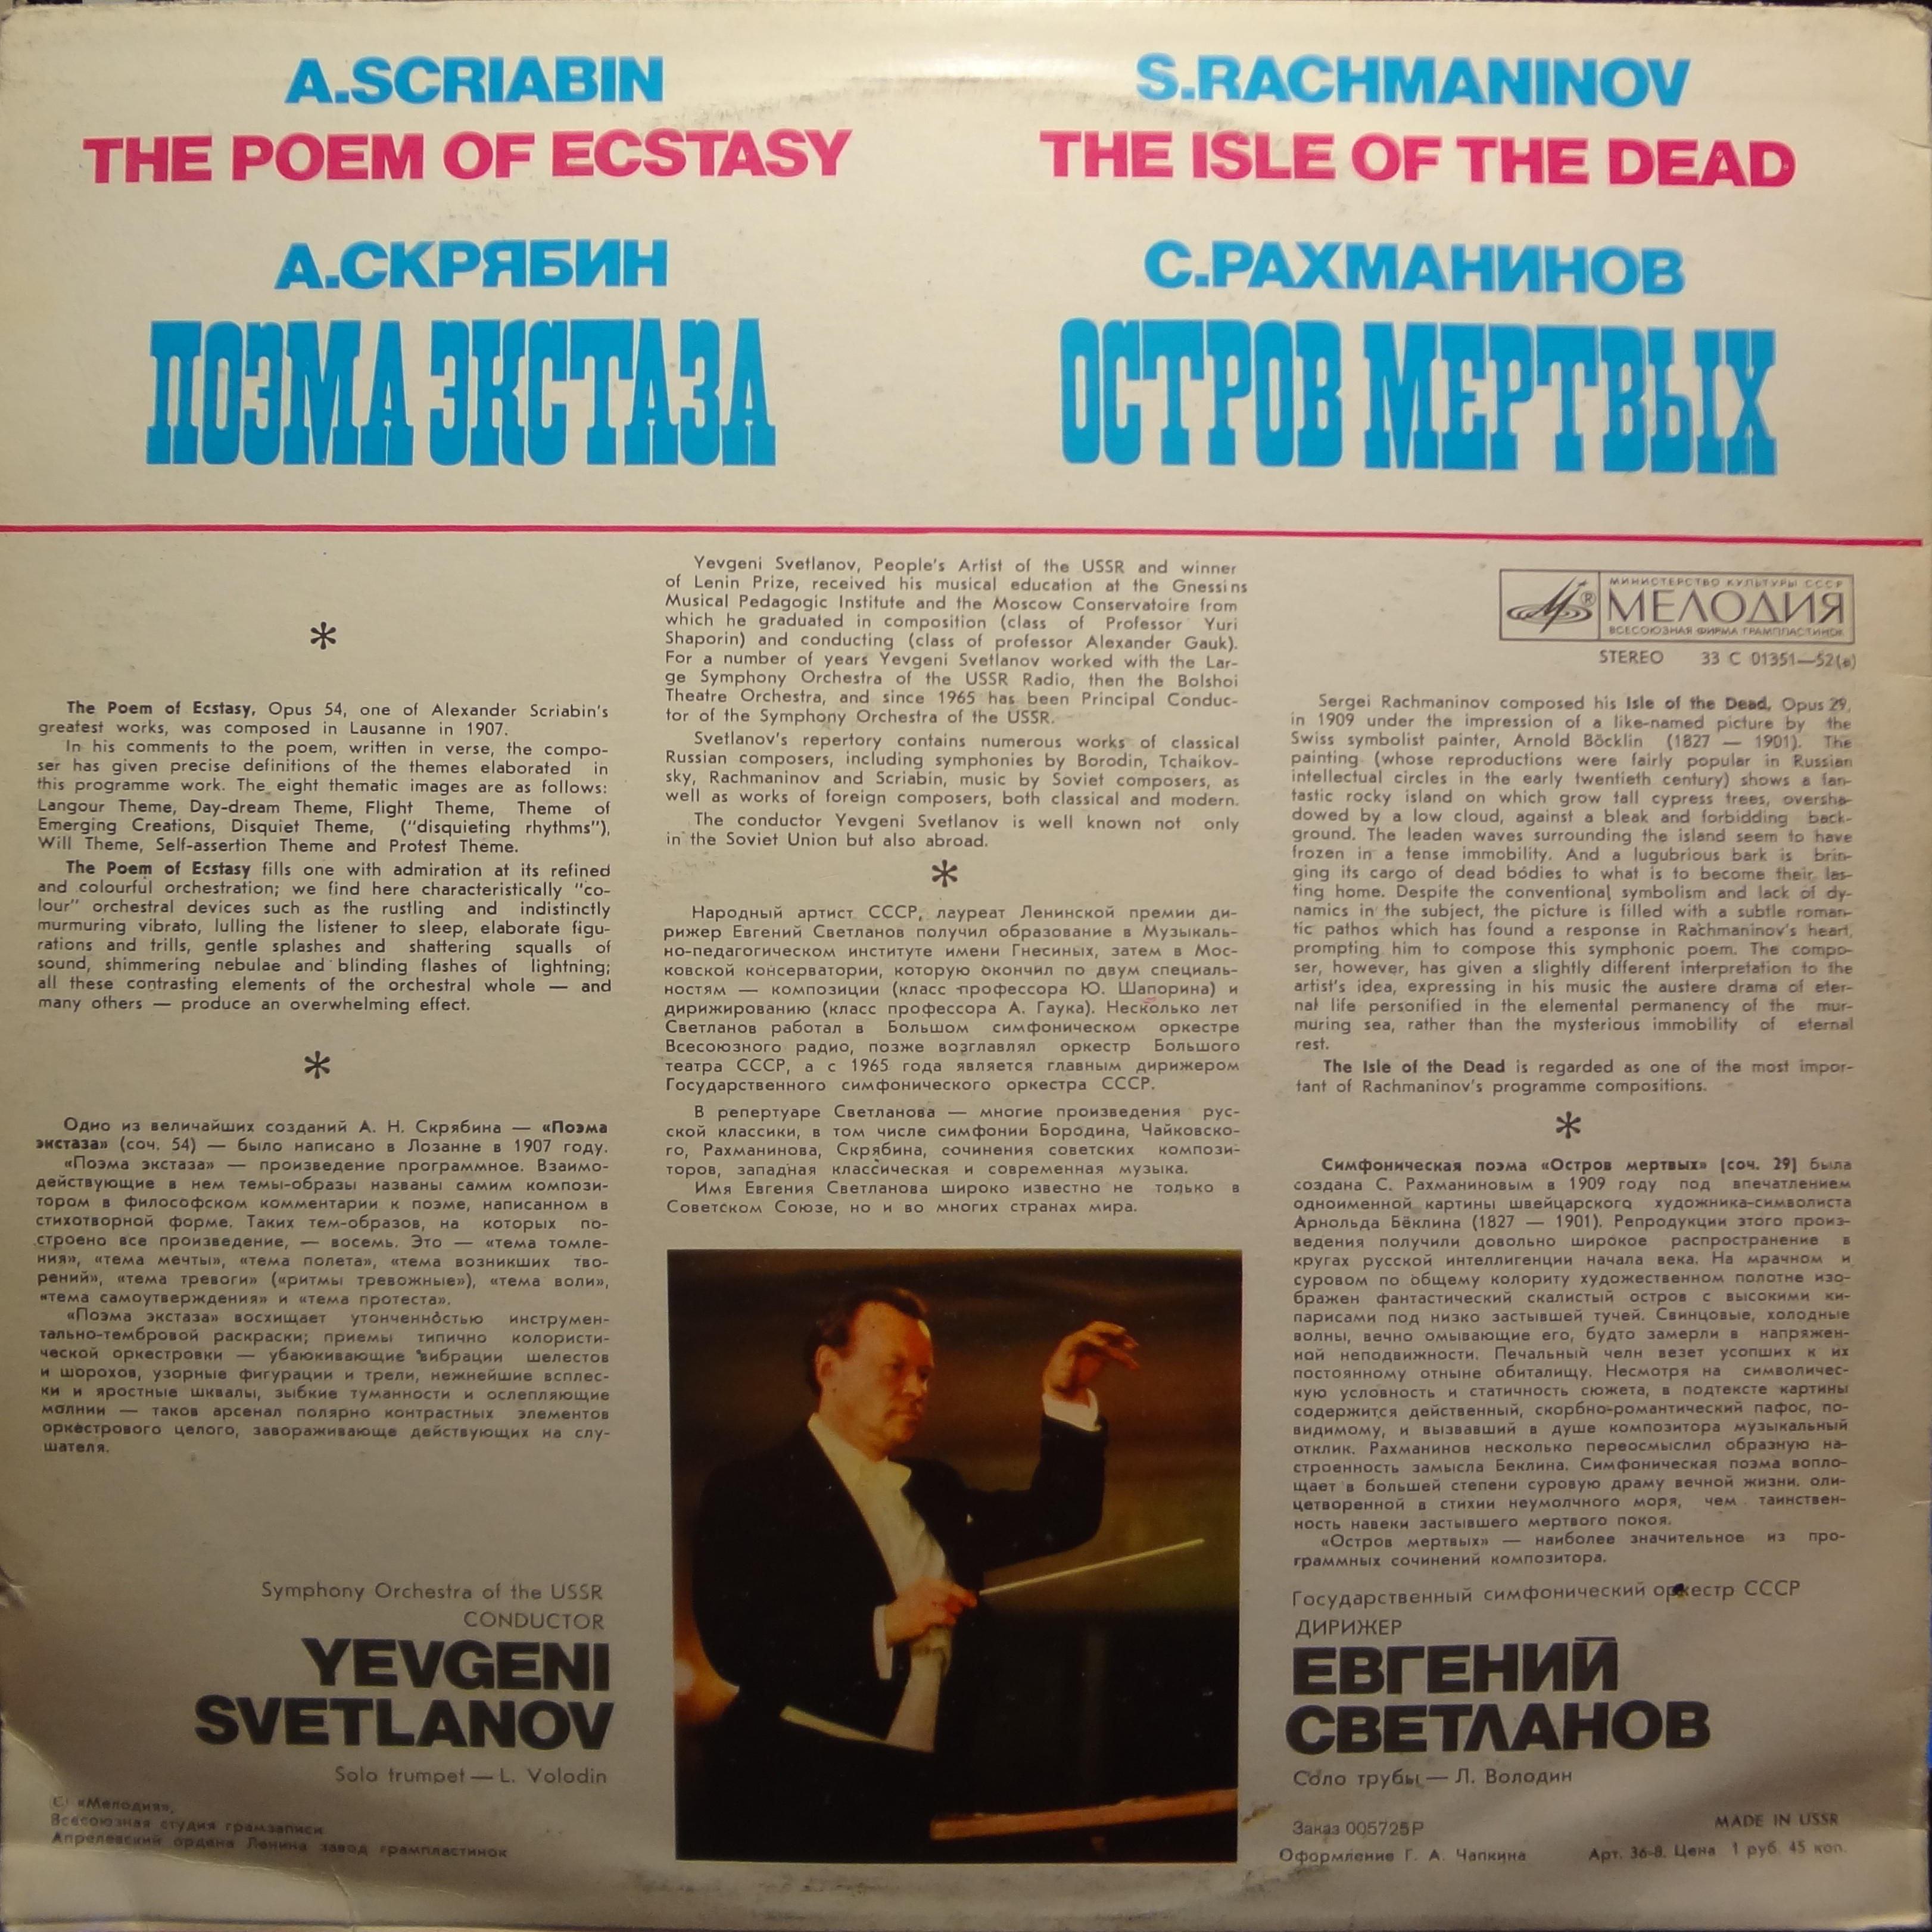 A.SCRIABIN
THE POEM OF ECSTASY
А.СКРЯБИН
ПОЭМА ЭКСТАЗА
S.RACHMANINOV
THE ISLE OF THE DEAD
С.РАХМАНИНОВ
ОСТРОВ МЕРТВЫХ
*
The Poem of Ecstasy, Opus 54, one of Alexander Scriabin's
greatest works, was composed in Lausanne in 1907.
In his comments to the poem, written in verse, the compo-
ser has given precise definitions of the themes elaborated in
this programme work. The eight thematic images are as follows:
Langour Theme, Day-dream Theme, Flight Theme, Theme of
Emerging Creations, Disquiet Theme, ("disquieting rhythms"),
Will Theme, Self-assertion Theme and Protest Theme.
The Poem of Ecstasy fills one with admiration at its refined
and colourful orchestration; we find here characteristically "co-
lour" orchestral devices such as the rustling and indistinctly
murmuring vibrato, lulling the listener to sleep, elaborate figu-
rations and trills, gentle splashes and shattering squalls of
sound, shimmering nebulae and blinding flashes of lightning;
all these contrasting elements of the orchestral whole — and
many others — produce an overwhelming effect.
*
Одно из величайших созданий А. Н. Скрябина — «Поэма
экстаза» (соч. 54) — было написано в Лозанне в 1907 году.
«Поэма экстаза» — произведение программное. Взаимо-
действующие в нем темы-образы названы самим компози-
тором в философском комментарии к поэме, написанном в
стихотворной форме. Таких тем-образов, на которых по-
строено все произведение, — восемь. Это — «тема томле-
ния», «тема мечты», «тема полета», «тема возникших тво-
рений», «тема тревоги» («ритмы тревожные»), «тема воли»,
«тема самоутверждения» и «тема протеста».
«Поэма экстаза» восхищает утонченностью инструмен-
тально-тембровой раскраски; приемы типично колористи-
ческой оркестровки — убаюкивающие вибрации шелестов
и шорохов, узорные фигурации и трели, нежнейшие всплес-
ки и яростные шквалы, зыбкие туманности и ослепляющие
молнии — таков арсенал полярно контрастных элементов
оркестрового целого, завораживающе действующих на слу-
шателя.
Symphony Orchestra of the USSR
CONDUCTOR
YEVGENI
SVETLANOV
Solo trumpet — L. Volodin
© «Мелодия»,
Всесоюзная студия грамзаписи
Апрелевский ордена Ленина завод грампластинок
Yevgeni Svetlanov, People's Artist of the USSR and winner
of Lenin Prize, received his musical education at the Gnessins
Musical Pedagogic Institute and the Moscow Conservatoire from
which he graduated in composition (class of Professor Yuri
Shaporin) and conducting (class of professor Alexander Gauk).
For a number of years Yevgeni Svetlanov worked with the Lar-
ge Symphony Orchestra of the USSR Radio, then the Bolshoi
Theatre Orchestra, and since 1965 has been Principal Conduc-
tor of the Symphony Orchestra of the USSR.
Svetlanov's repertory contains numerous works of classical
Russian composers, including symphonies by Borodin, Tchaikov-
sky, Rachmaninov and Scriabin, music by Soviet composers, as
well as works of foreign composers, both classical and modern.
The conductor Yevgeni Svetlanov is well known not only
in the Soviet Union but also abroad.
*
Народный артист СССР, лауреат Ленинской премии ди-
рижер Евгений Светланов получил образование в Музыкаль-
но-педагогическом институте имени Гнесиных, затем в Мос-
ковской консерватории, которую окончил по двум специаль-
ностям — композиции (класс профессора Ю. Шапорина) и
дирижированию (класс профессора А. Гаука). Несколько лет
Светланов работал в Большом симфоническом оркестре
Всесоюзного радио, позже возглавлял оркестр Большого
театра СССР, а с 1965 года является главным дирижером
Государственного симфонического оркестра СССР.
В репертуаре Светланова — многие произведения рус-
ской классики, в том числе симфонии Бородина, Чайковско-
го, Рахманинова, Скрябина, сочинения советских компози-
торов, западная классическая и современная музыка.
Имя Евгения Светланова широко известно не только в
Советском Союзе, но и во многих странах мира.
МИНИСТЕРСТВО КУЛЬТУРЫ СССР
® МЕЛОДИЯ
ВСЕСОЮЗНАЯ ФИРМА ГРАМПЛАСТИНОК
STEREO 33 С 01351—52(а)
Sergei Rachmaninov composed his Isle of the Dead, Opus 29,
in 1909 under the impression of a like-named picture by the
Swiss symbolist painter, Arnold Böcklin (1827 — 1901). The
painting (whose reproductions were fairly popular in Russian
intellectual circles in the early twentieth century) shows a fan-
tastic rocky island on which grow tall cypress trees, oversha-
dowed by a low cloud, against a bleak and forbidding back-
ground. The leaden waves surrounding the island seem to have
frozen in a tense immobility. And a lugubrious bark is brin-
ging its cargo of dead bodies to what is to become their las-
ting home. Despite the conventional symbolism and lack of dy-
namics in the subject, the picture is filled with a subtle roman-
tic pathos which has found a response in Rachmaninov's heart,
prompting him to compose this symphonic poem. The compo-
ser, however, has given a slightly different interpretation to the
artist's idea, expressing in his music the austere drama of eter-
nal life personified in the elemental permanency of the mur-
muring sea, rather than the mysterious immobility of eternal
rest.
The Isle of the Dead is regarded as one of the most impor-
tant of Rachmaninov's programme compositions.
*
Симфоническая поэма «Остров мертвых» (соч. 29) была
создана С. Рахманиновым в 1909 году под впечатлением
одноименной картины швейцарского художника-символиста
Арнольда Бёклина (1827 — 1901). Репродукции этого произ-
ведения получили довольно широкое распространение в
кругах русской интеллигенции начала века. На мрачном и
суровом по общему колориту художественном полотне изо-
бражен фантастический скалистый остров с высокими ки-
парисами под низко застывшей тучей. Свинцовые, холодные
волны, вечно омывающие его, будто замерли в напряжен-
ной неподвижности. Печальный челн везет усопших к их
постоянному отныне обиталищу. Несмотря на символичес-
кую условность и статичность сюжета, в подтексте картины
содержится действенный, скорбно-романтический пафос, по-
видимому, и вызвавший в душе композитора музыкальный
отклик. Рахманинов несколько переосмыслил образную на-
строенность замысла Беклина. Симфоническая поэма вопло-
щает в большей степени суровую драму вечной жизни, оли-
цетворенной в стихии неумолчного моря, чем таинствен-
ность навеки застывшего мертвого покоя.
«Остров мертвых» — наиболее значительное из про-
граммных сочинений композитора.
Государственный симфонический оркестр СССР
ДИРИЖЕР
ЕВГЕНИЙ
СВЕТЛАНОВ
Соло трубы — Л. Володин
Заказ 005725Р
MADE IN USSR
Оформление Г. А. Чапкина
Арт. 36-8. Цена 1 руб. 45 коп.